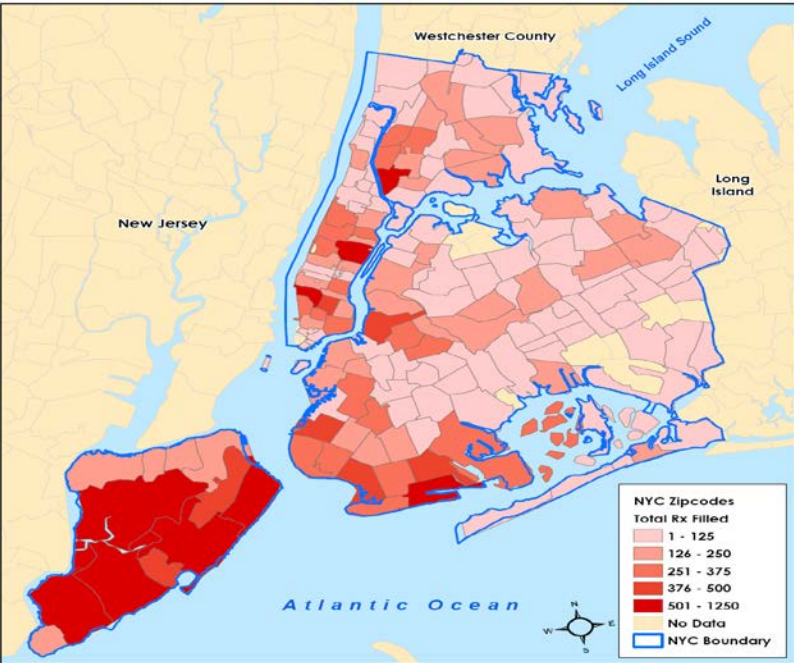 Westchester County
Long Island Sound
Long
Island
New Jersey
NYC Zipcodes
Total Rx Filled
1 - 125
126 - 250
251 - 375
376 - 500
501 - 1250
No Data
NYC Boundary
Atlantic Ocean
N
W
E
S